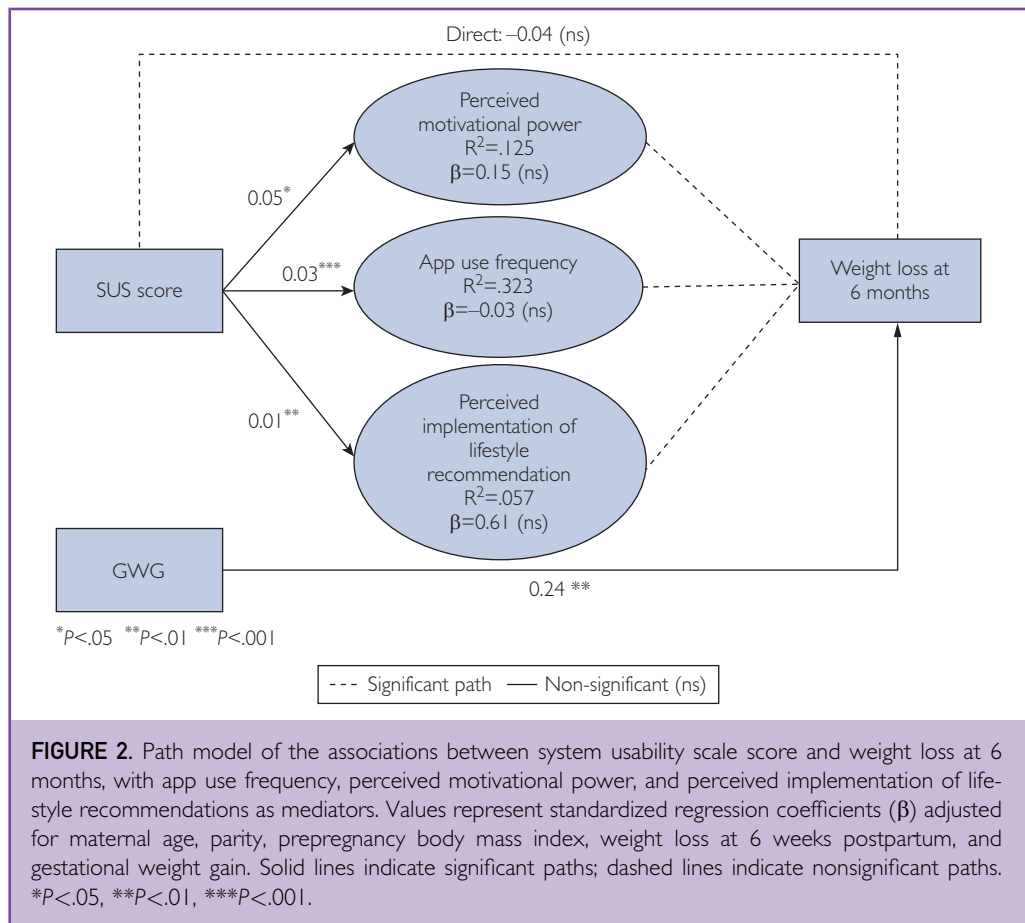 Direct: –0.04 (ns)
Perceived
motivational power
R²=.125
β=0.15 (ns)
0.05*
SUS score
0.03***
App use frequency
R²=.323
β=–0.03 (ns)
Weight loss at
6 months
0.01**
Perceived
implementation of
lifestyle
recommendation
R²=.057
β=0.61 (ns)
GWG
0.24 **
*P<.05 **P<.01 ***P<.001
--- Significant path — Non-significant (ns)
FIGURE 2. Path model of the associations between system usability scale score and weight loss at 6
months, with app use frequency, perceived motivational power, and perceived implementation of life-
style recommendations as mediators. Values represent standardized regression coefficients (β) adjusted
for maternal age, parity, prepregnancy body mass index, weight loss at 6 weeks postpartum, and
gestational weight gain. Solid lines indicate significant paths; dashed lines indicate nonsignificant paths.
*P<.05, **P<.01, ***P<.001.